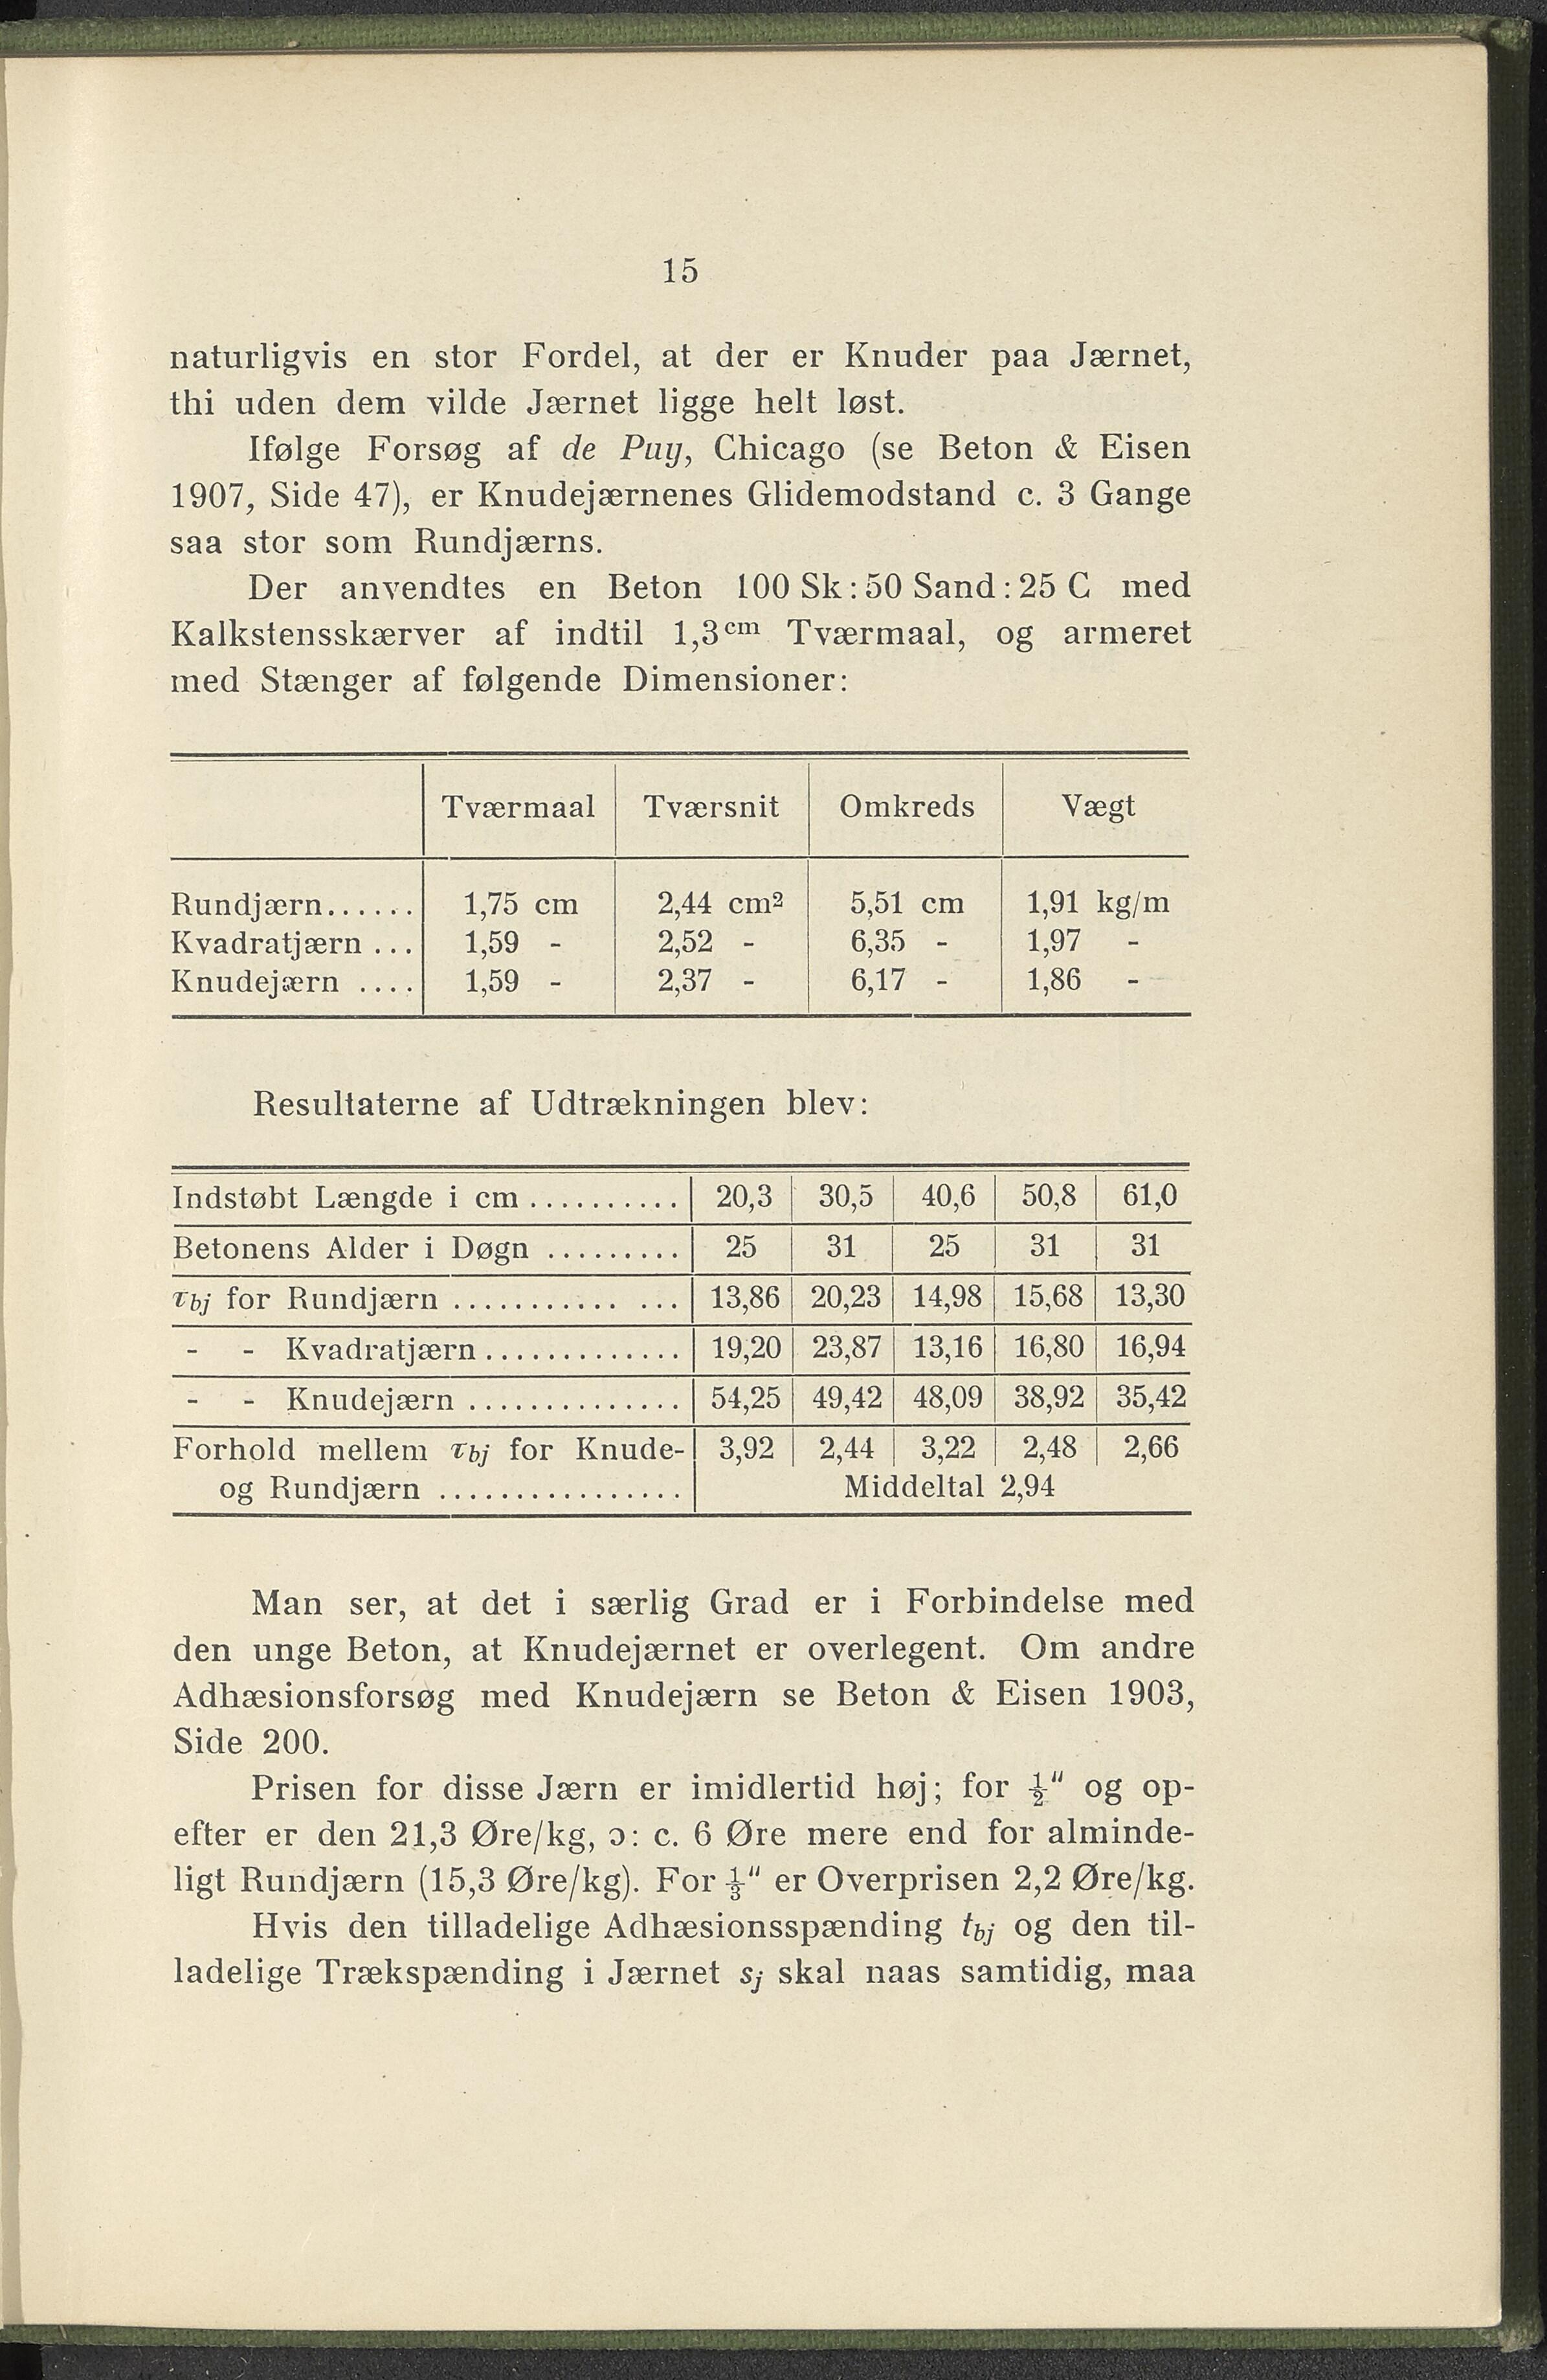 15
naturligvis en stor Fordel, at der er Knuder paa Jærnet,
thi uden dem vilde Jærnet ligge helt løst.
Ifølge Forsøg af de Puy, Chicago (se Beton & Eisen
1907, Side 47), er Knudejærnenes Glidemodstand c. 3 Gange
saa stor som Rundjærns.
Der anvendtes en Beton 100 Sk : 50 Sand : 25 C med
Kalkstensskærver af indtil 1,3 cm Tværmaal, og armeret
med Stænger af følgende Dimensioner:
Tværmaal Tværsnit Omkreds Vægt
Rundjærn...... 1,75 cm 2,44 cm² 5,51 cm 1,91 kg/m
Kvadratjærn ... 1,59 - 2,52 - 6,35 - 1,97 -
Knudejærn .... 1,59 - 2,37 - 6,17 - 1,86 -
Resultaterne af Udtrækningen blev:
Indstøbt Længde i cm .......... 20,3 30,5 40,6 50,8 61,0
Betonens Alder i Døgn ......... 25 31 25 31 31
τbj for Rundjærn ........... ... 13,86 20,23 14,98 15,68 13,30
- - Kvadratjærn ............. 19,20 23,87 13,16 16,80 16,94
- - Knudejærn .............. 54,25 49,42 48,09 38,92 35,42
Forhold mellem τbj for Knude- 3,92 2,44 3,22 2,48 2,66
og Rundjærn ................ Middeltal 2,94
Man ser, at det i særlig Grad er i Forbindelse med
den unge Beton, at Knudejærnet er overlegent. Om andre
Adhæsionsforsøg med Knudejærn se Beton & Eisen 1903,
Side 200.
Prisen for disse Jærn er imidlertid høj; for ½" og op-
efter er den 21,3 Øre/kg, ɔ: c. 6 Øre mere end for alminde-
ligt Rundjærn (15,3 Øre/kg). For ⅓" er Overprisen 2,2 Øre/kg.
Hvis den tilladelige Adhæsionsspænding tbj og den til-
ladelige Trækspænding i Jærnet sj skal naas samtidig, maa